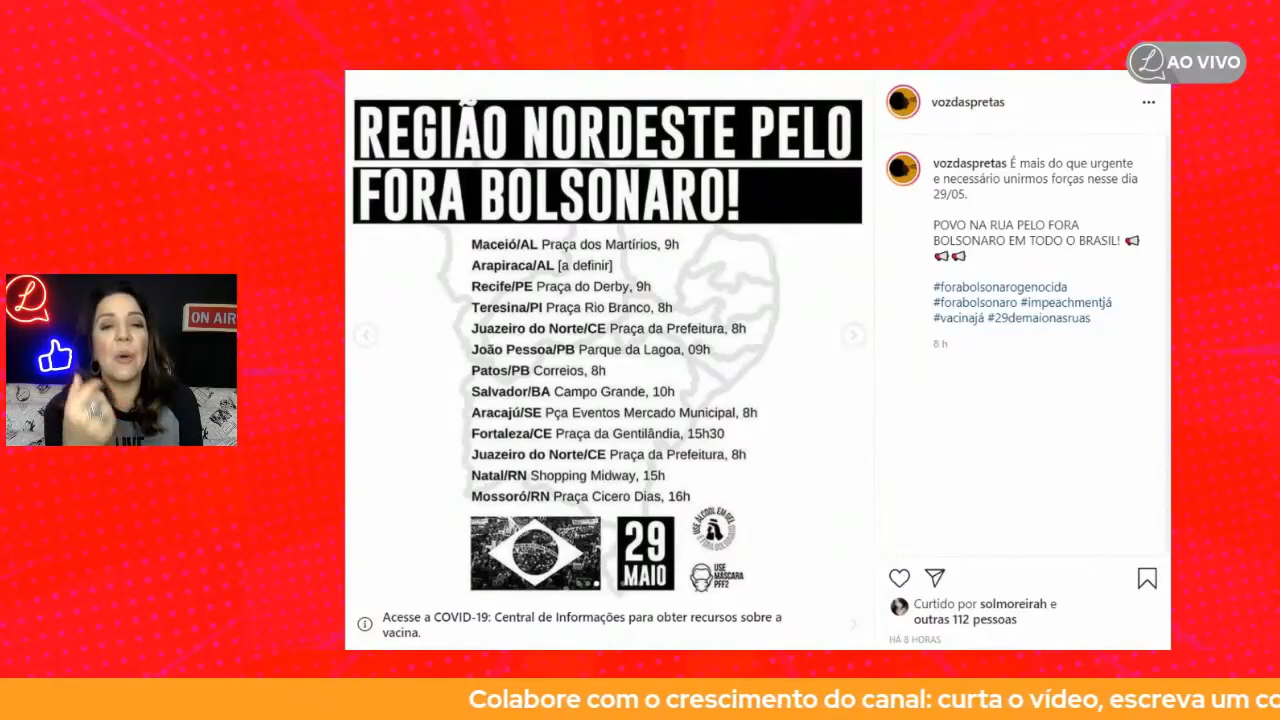 AO VIVO
REGIÃO NORDESTE PELO
FORA BOLSONARO!
Maceió/AL Praça dos Martírios, 9h
Arapiraca/AL [a definir]
Recife/PE Praça do Derby, 9h
Teresina/PI Praça Rio Branco, 8h
Juazeiro do Norte/CE Praça da Prefeitura, 8h
João Pessoa/PB Parque da Lagoa, 09h
Patos/PB Correios, 8h
Salvador/BA Campo Grande, 10h
Aracajú/SE Pça Eventos Mercado Municipal, 8h
Fortaleza/CE Praça da Gentilândia, 15h30
Juazeiro do Norte/CE Praça da Prefeitura, 8h
Natal/RN Shopping Midway, 15h
Mossoró/RN Praça Cicero Dias, 16h
29
MAIO
USE ÁLCOOL EM GEL
E FORA BOLSONARO
USE
MÁSCARA
PFF2
Acesse a COVID-19: Central de Informações para obter recursos sobre a
vacina.
vozdaspretas
vozdaspretas É mais do que urgente
e necessário unirmos forças nesse dia
29/05.
POVO NA RUA PELO FORA
BOLSONARO EM TODO O BRASIL!
#forabolsonarogenocida
#forabolsonaro #impeachmentjá
#vacinajá #29demaionasruas
8 h
Curtido por solmoreirah e
outras 112 pessoas
HÁ 8 HORAS
ON AIR
LIVE
Colabore com o crescimento do canal: curta o vídeo, escreva um co